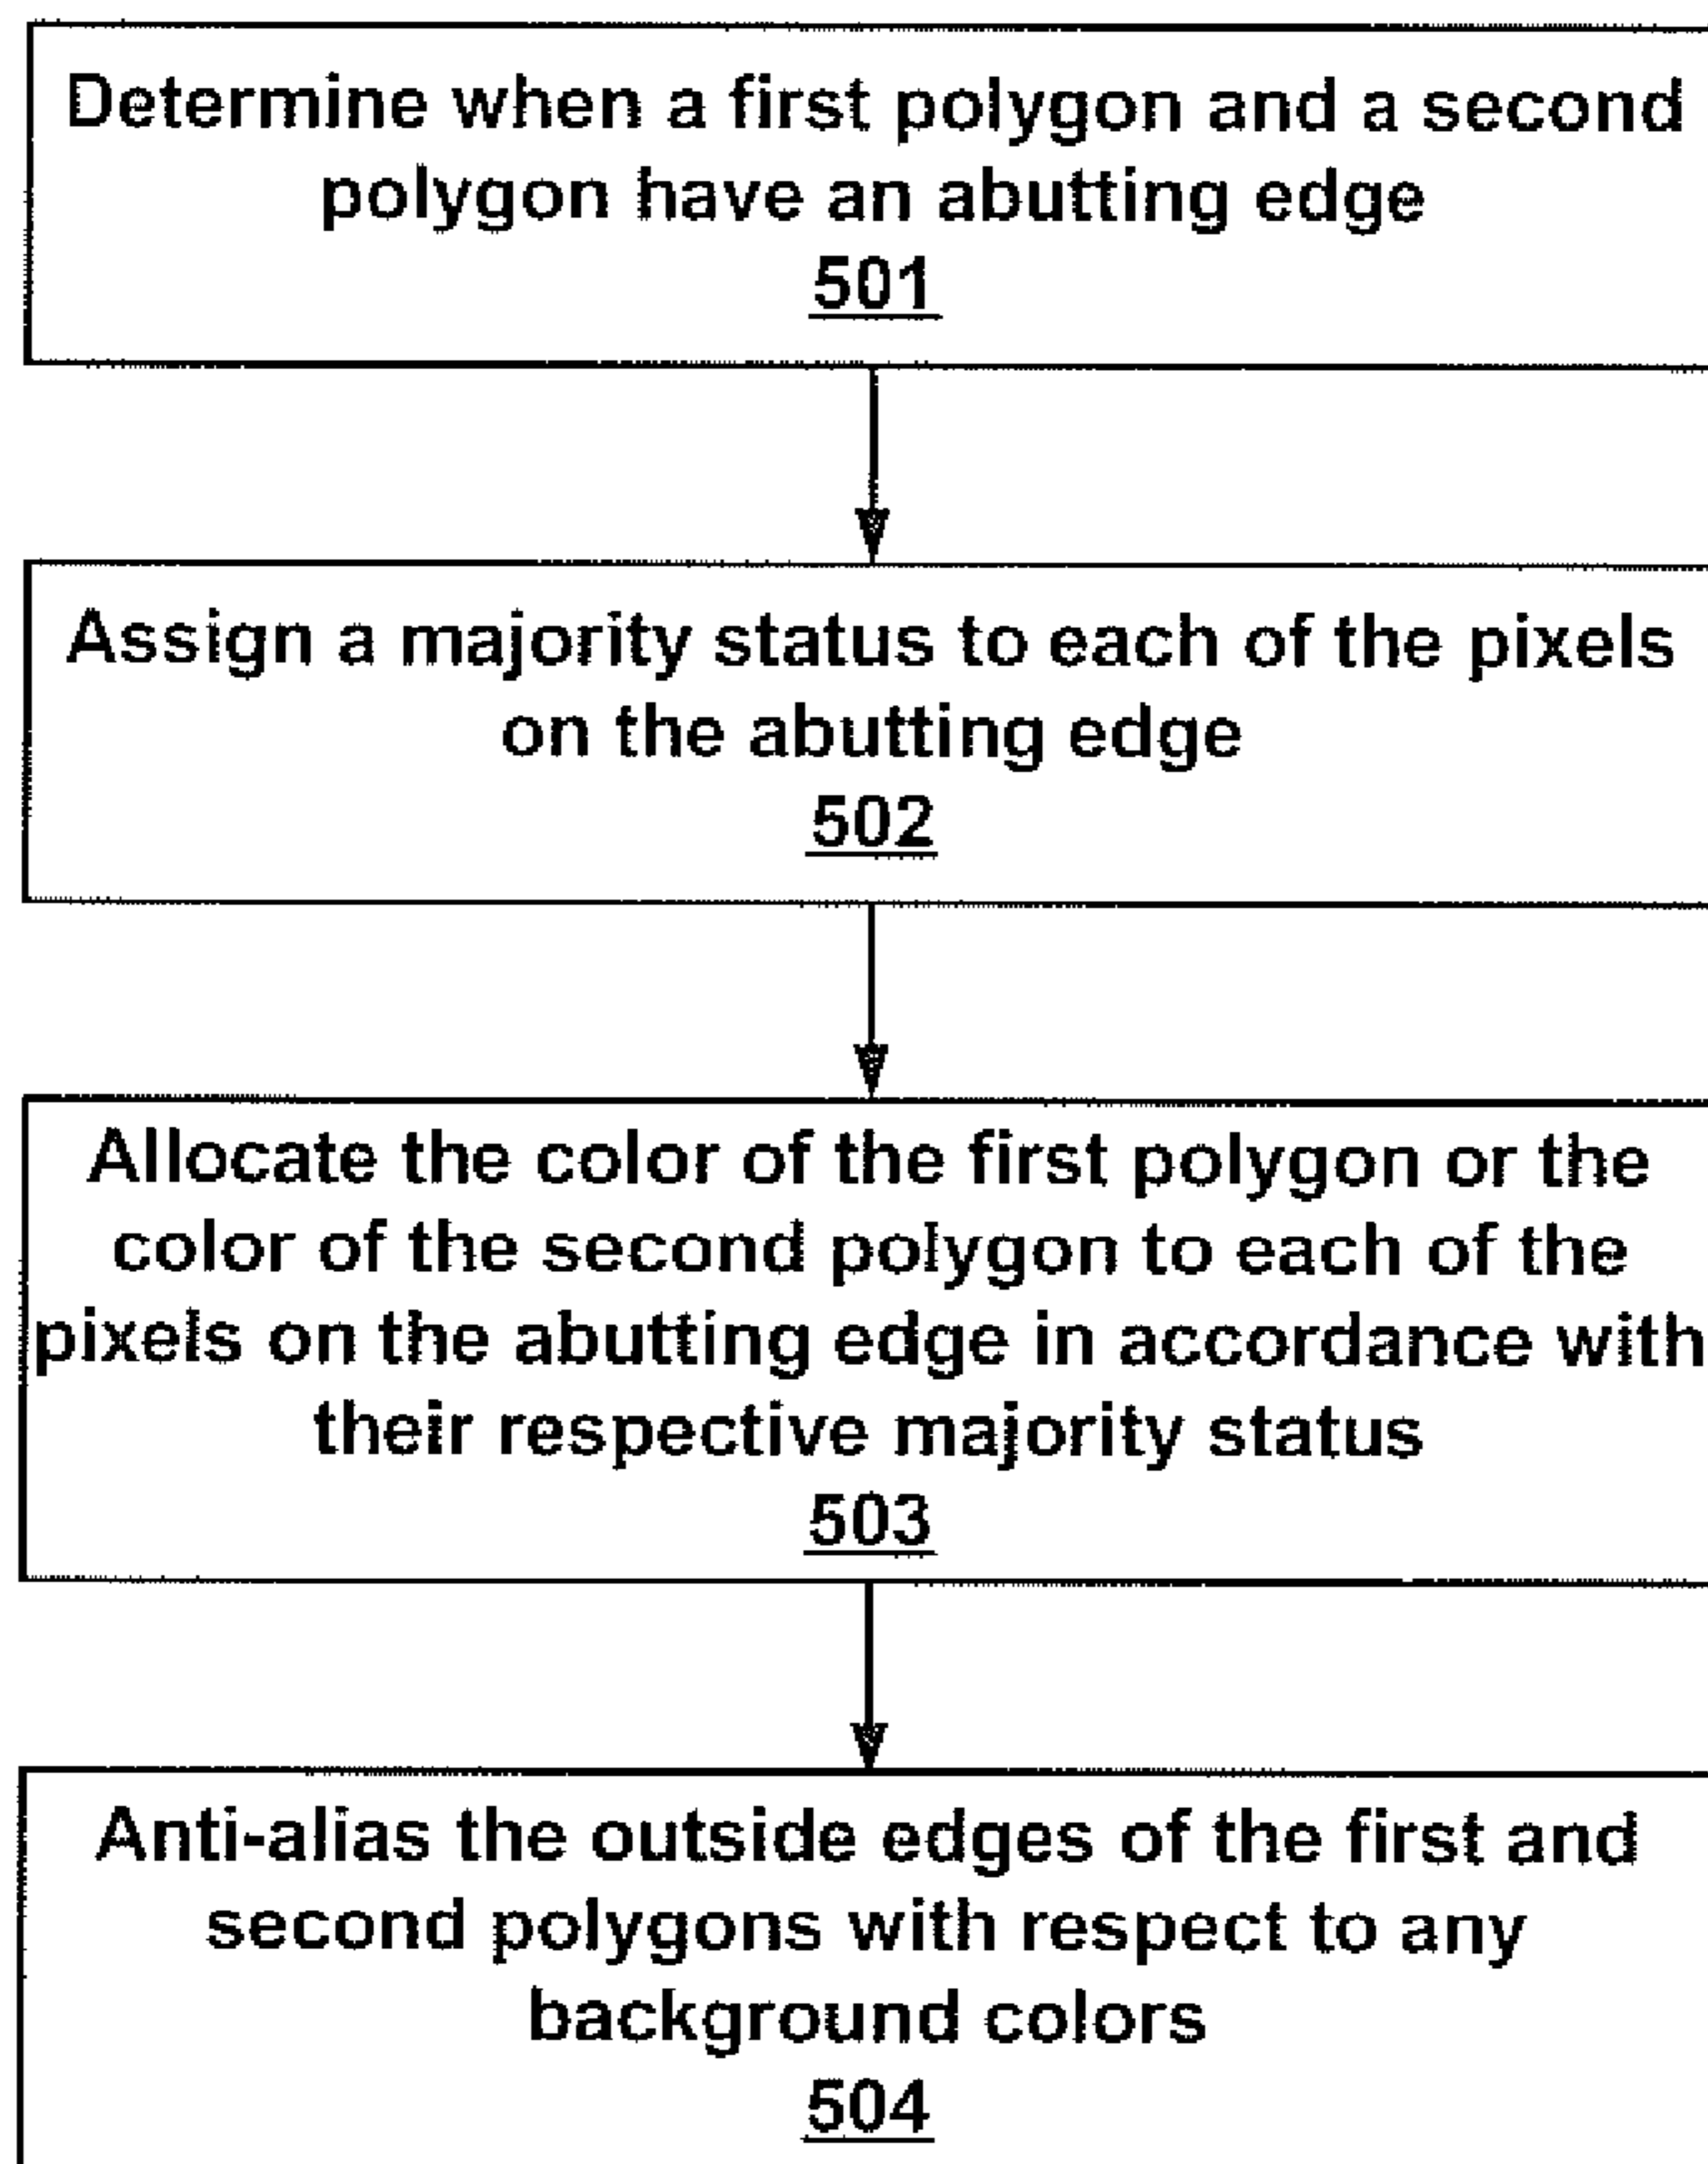 Determine when a first polygon and a second
polygon have an abutting edge
501
Assign a majority status to each of the pixels
on the abutting edge
502
Allocate the color of the first polygon or the
color of the second polygon to each of the
pixels on the abutting edge in accordance with
their respective majority status
503
Anti-alias the outside edges of the first and
second polygons with respect to any
background colors
504